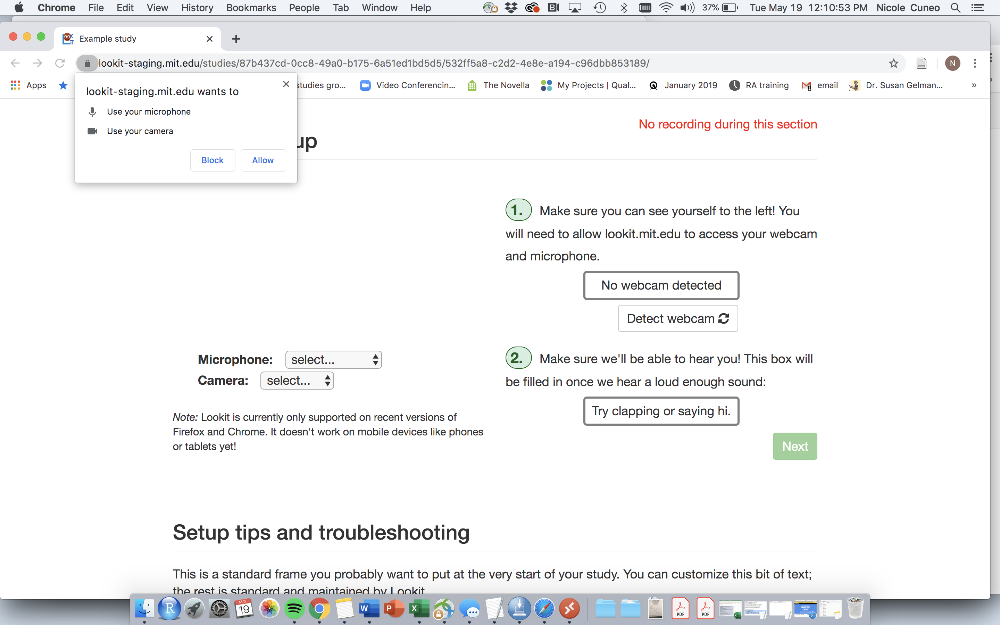 Chrome File Edit View History Bookmarks People Tab Window Help 37% Tue May 19 12:10:53 PM Nicole Cuneo
Example study
lookit-staging.mit.edu/studies/87b437cd-0cc8-49a0-b175-6a51ed1bd5d5/532ff5a8-c2d2-4e8e-a194-c96dbb853189/
N
Apps studies gro... Video Conferencin... The Novella My Projects | Qual... January 2019 RA training email Dr. Susan Gelman... »
lookit-staging.mit.edu wants to
Use your microphone
Use your camera
Block Allow
No recording during this section
up
1. Make sure you can see yourself to the left! You
will need to allow lookit.mit.edu to access your webcam
and microphone.
No webcam detected
Detect webcam
Microphone: select...
Camera: select...
Note: Lookit is currently only supported on recent versions of
Firefox and Chrome. It doesn't work on mobile devices like phones
or tablets yet!
2. Make sure we'll be able to hear you! This box will
be filled in once we hear a loud enough sound:
Try clapping or saying hi.
Next
Setup tips and troubleshooting
This is a standard frame you probably want to put at the very start of your study. You can customize this bit of text;
the rest is standard and maintained by Lookit
MAY
19
R W P X PDF PDF